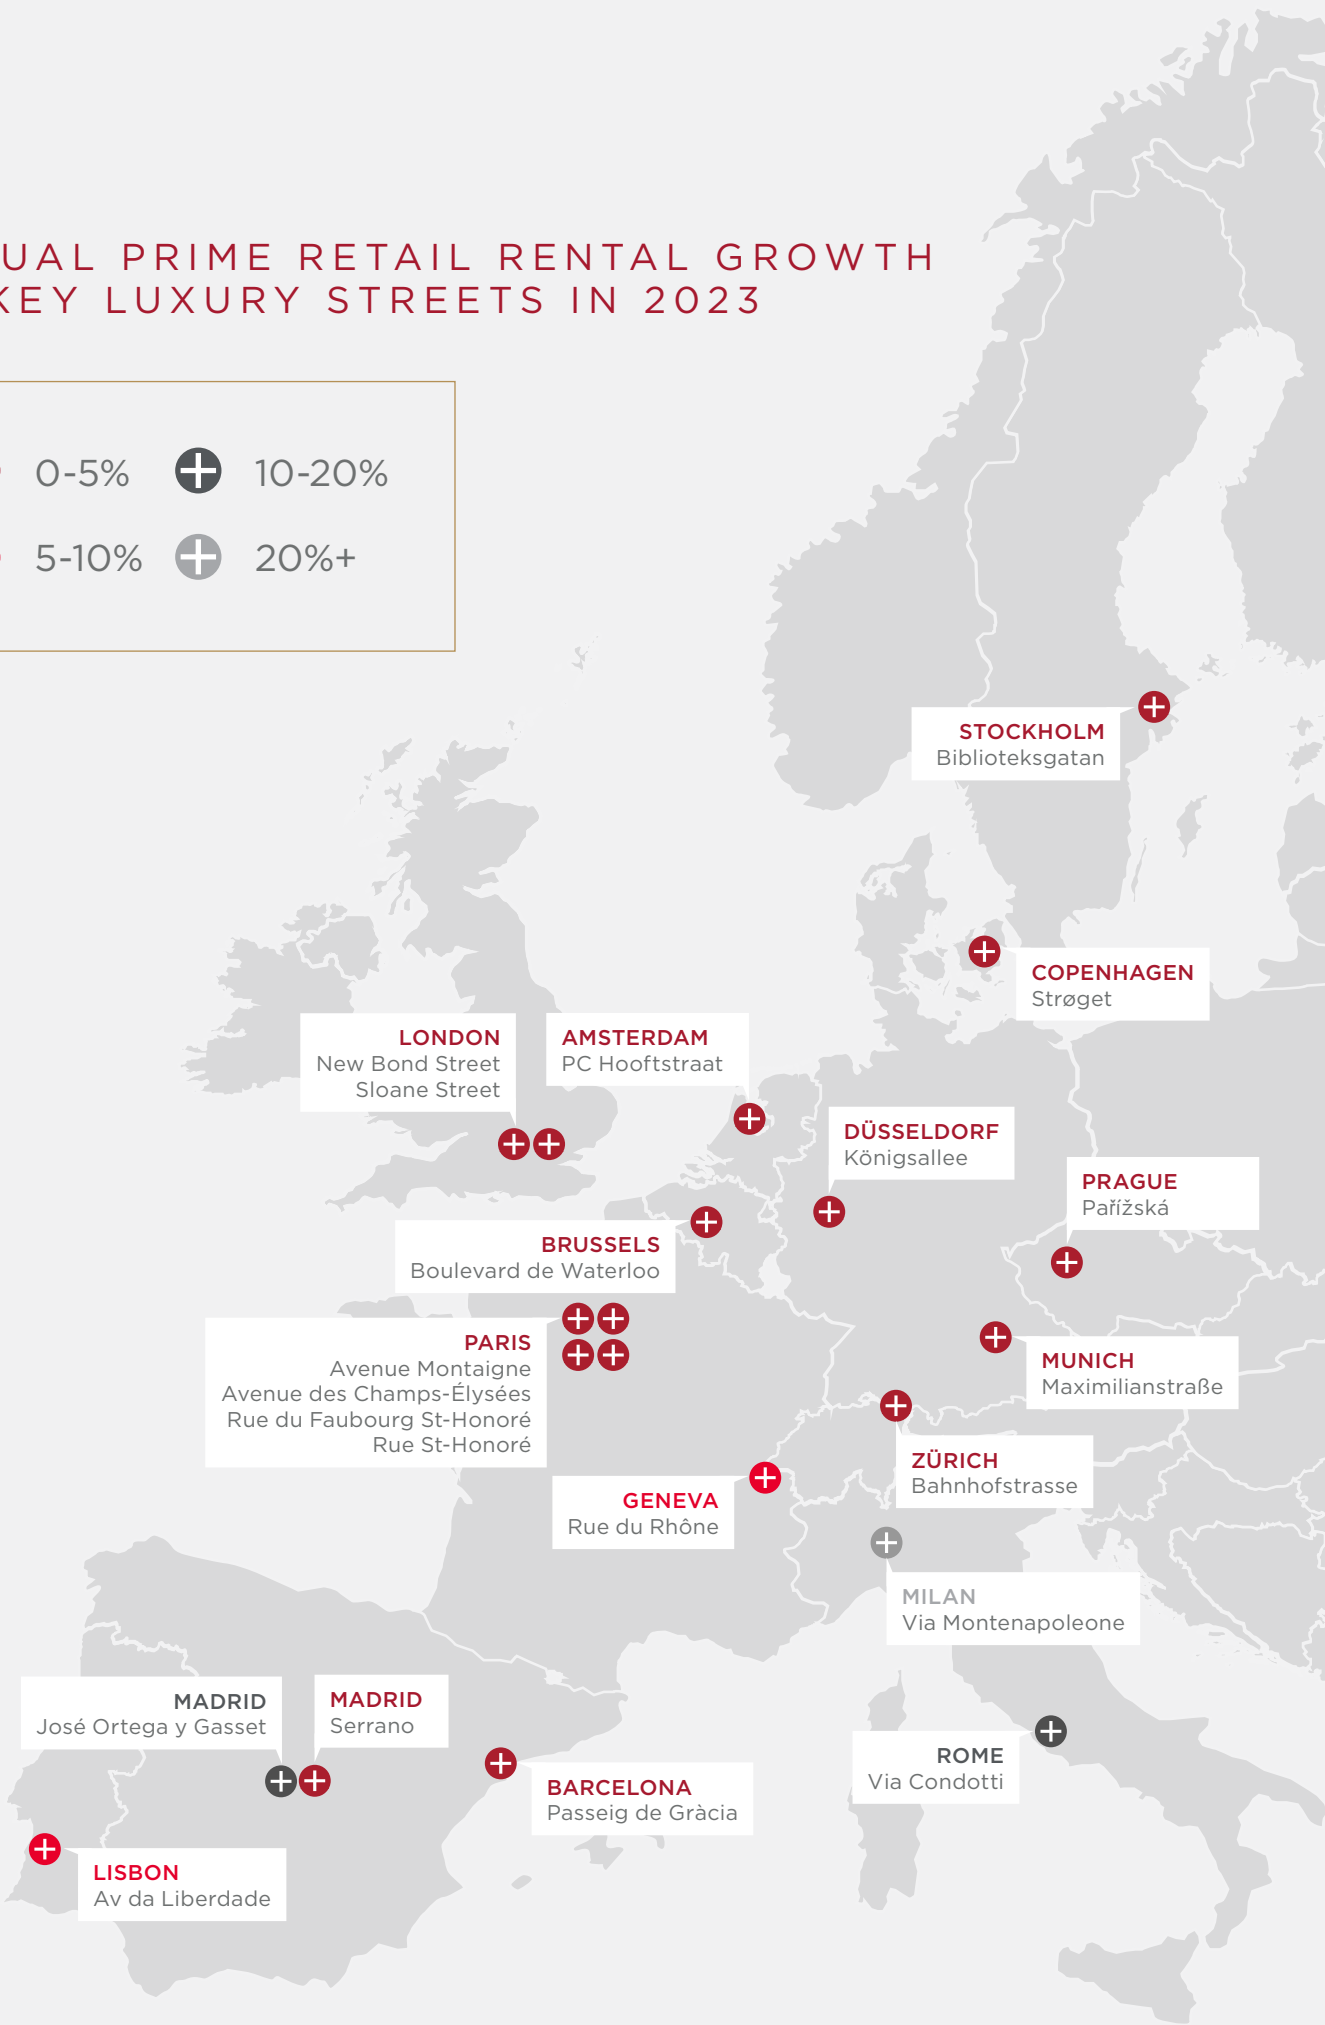 UAL PRIME RETAIL RENTAL GROWTH
KEY LUXURY STREETS IN 2023
0-5%
10-20%
5-10%
20%+
STOCKHOLM
Biblioteksgatan
COPENHAGEN
Strøget
LONDON
New Bond Street
Sloane Street
AMSTERDAM
PC Hooftstraat
DÜSSELDORF
Königsallee
PRAGUE
Pařížská
BRUSSELS
Boulevard de Waterloo
PARIS
Avenue Montaigne
Avenue des Champs-Élysées
Rue du Faubourg St-Honoré
Rue St-Honoré
MUNICH
Maximilianstraße
ZÜRICH
Bahnhofstrasse
GENEVA
Rue du Rhône
MILAN
Via Montenapoleone
MADRID
José Ortega y Gasset
MADRID
Serrano
BARCELONA
Passeig de Gràcia
ROME
Via Condotti
LISBON
Av da Liberdade